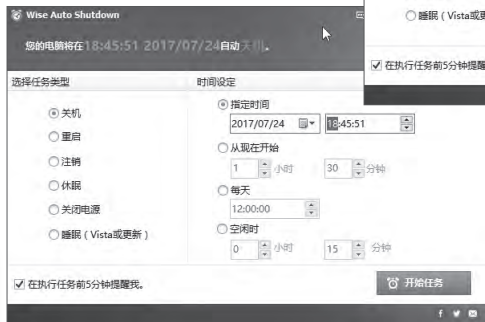 Wise Auto Shutdown
您的电脑将在18:45:51 2017/07/24自动关机。
睡眠（Vista或更
在执行任务前5分钟提醒
选择任务类型
关机
重启
注销
休眠
关闭电源
睡眠（Vista或更新）
时间设定
指定时间
2017/07/24 18:45:51
从现在开始
1 小时 30 分钟
每天
12:00:00
空闲时
0 小时 15 分钟
在执行任务前5分钟提醒我。
开始任务